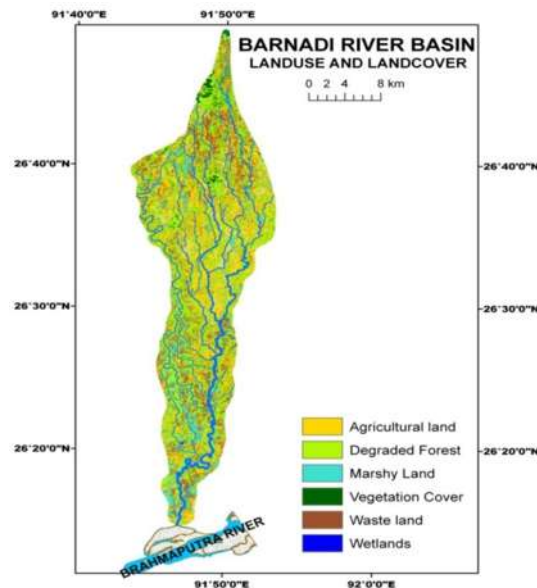 91°40'0"E
91°50'0"E
BARNADI RIVER BASIN
LANDUSE AND LANDCOVER
0 2 4 8 km
26°40'0"N
26°40'0"N
26°30'0"N
26°30'0"N
26°20'0"N
26°20'0"N
Agricultural land
Degraded Forest
Marshy Land
Vegetation Cover
Waste land
Wetlands
BRAHMAPUTRA RIVER
91°50'0"E
92°0'0"E